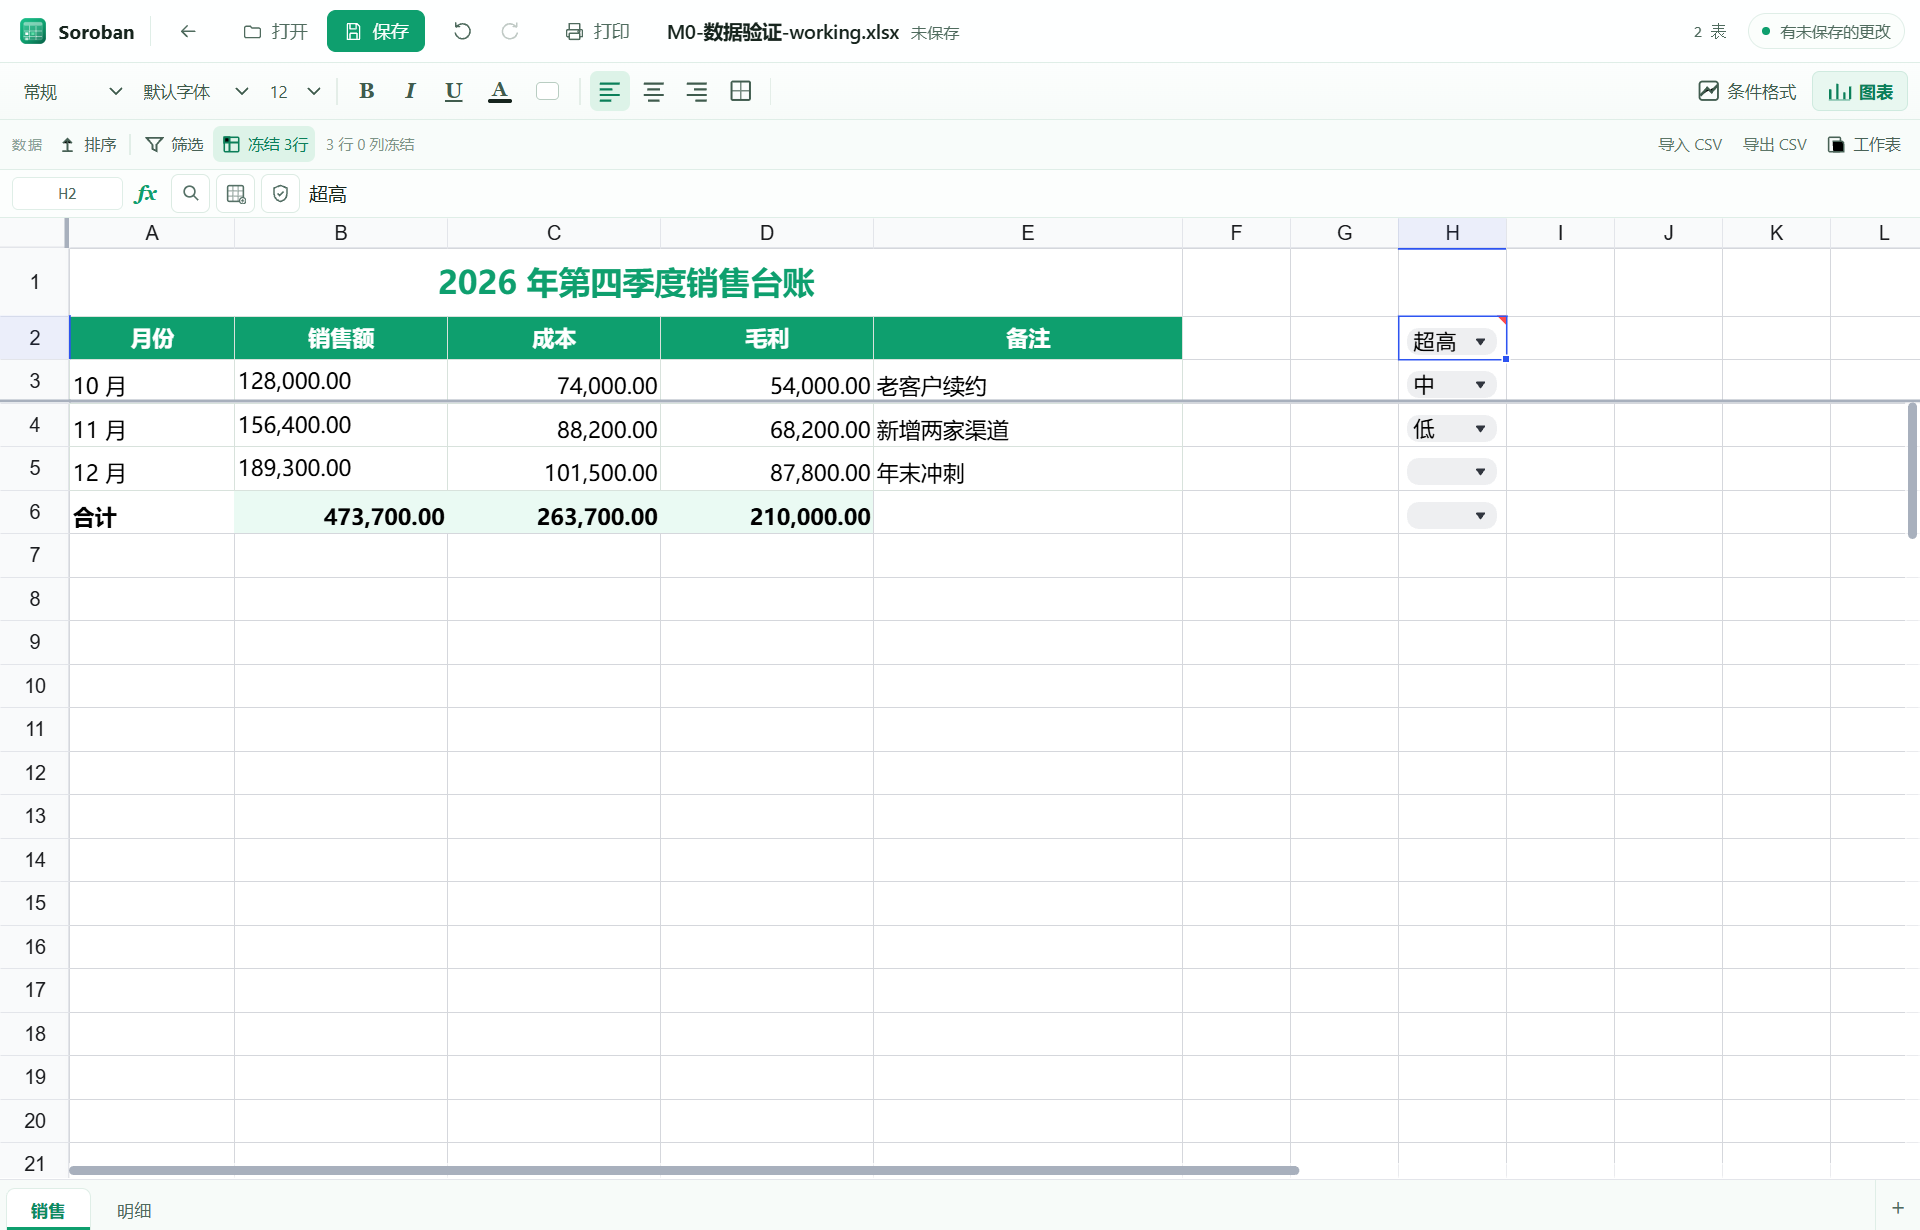 Soroban
打开
保存
打印
M0-数据验证-working.xlsx 未保存
2 表
有未保存的更改
常规
默认字体
12
B I U A
条件格式
图表
数据
排序
筛选
冻结 3行
3 行 0 列冻结
导入 CSV
导出 CSV
工作表
H2
fx
超高
A B C D E F G H I J K L
1 2026 年第四季度销售台账
2 月份 销售额 成本 毛利 备注 超高
3 10 月 128,000.00 74,000.00 54,000.00 老客户续约 中
4 11 月 156,400.00 88,200.00 68,200.00 新增两家渠道 低
5 12 月 189,300.00 101,500.00 87,800.00 年末冲刺
6 合计 473,700.00 263,700.00 210,000.00
7
8
9
10
11
12
13
14
15
16
17
18
19
20
21
销售
明细
+